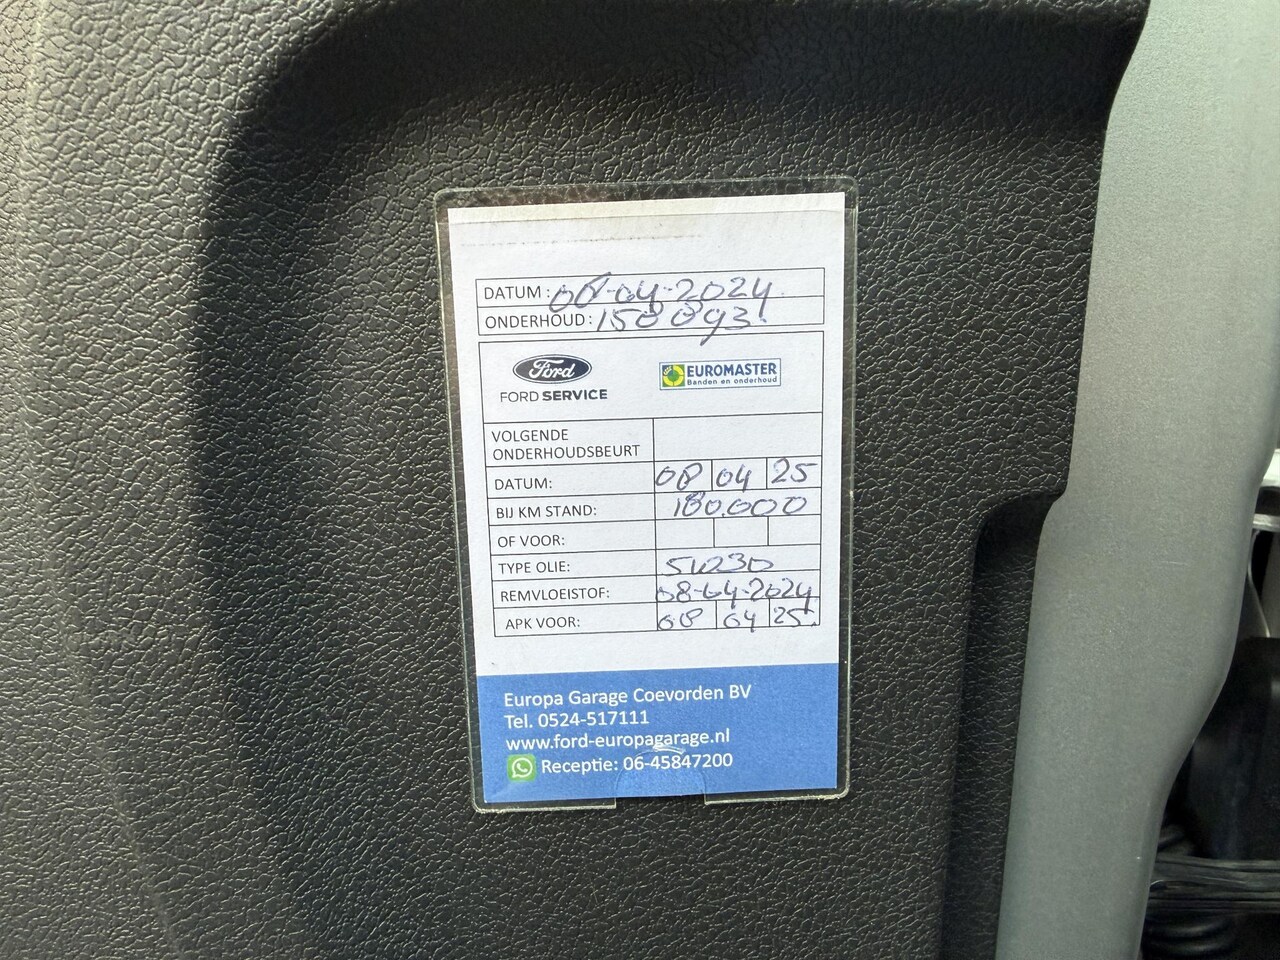 DATUM: 08-04-2024
ONDERHOUD: 150093
Ford
FORD SERVICE
EUROMASTER
Banden en onderhoud
VOLGENDE
ONDERHOUDSBEURT
DATUM: 08 04 25
BIJ KM STAND: 180.000
OF VOOR:
TYPE OLIE: 5W30
REMVLOEISTOF: 08-04-2024
APK VOOR: 08 04 25
Europa Garage Coevorden BV
Tel. 0524-517111
www.ford-europagarage.nl
Receptie: 06-45847200